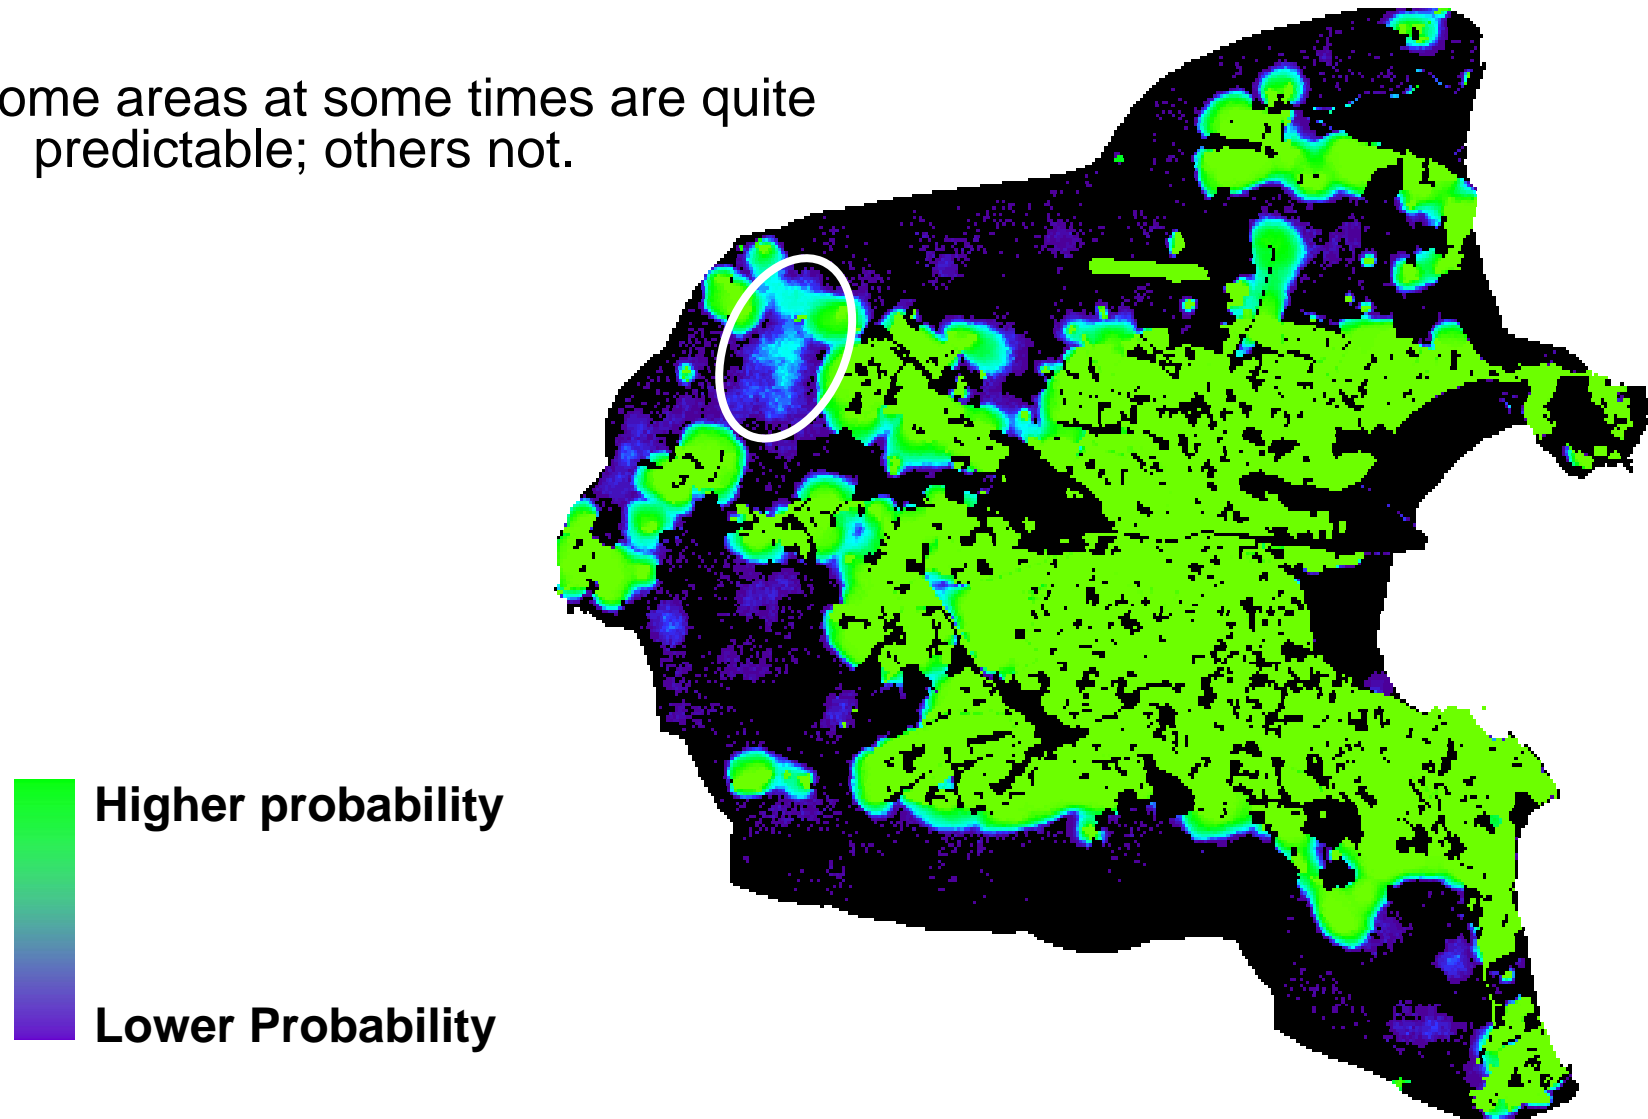 ome areas at some times are quite
predictable; others not.
Higher probability
Lower Probability